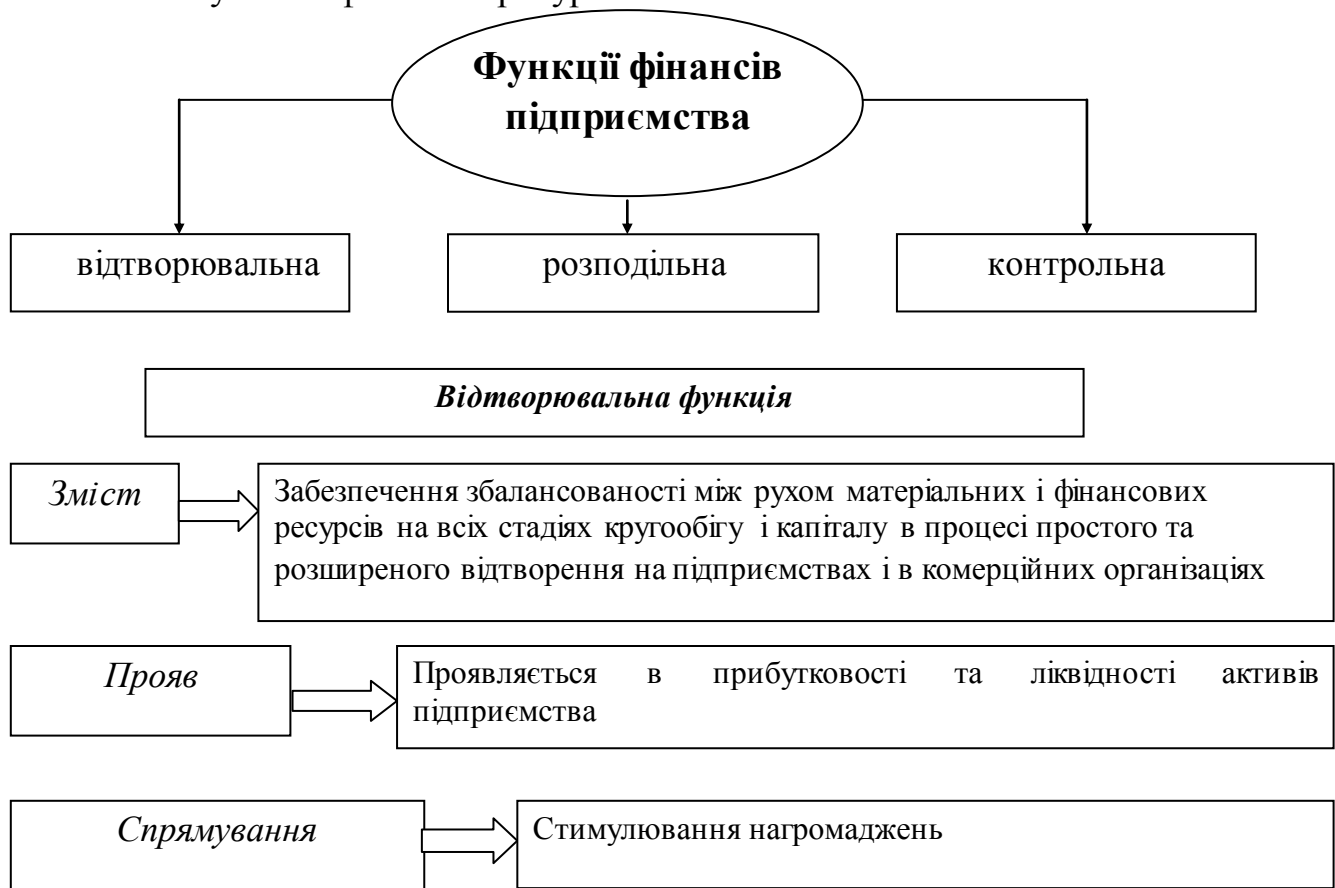 Функції фінансів
підприємства
відтворювальна
розподільна
контрольна
Відтворювальна функція
Зміст
Забезпечення збалансованості між рухом матеріальних і фінансових
ресурсів на всіх стадіях кругообігу і капіталу в процесі простого та
розширеного відтворення на підприємствах і в комерційних організаціях
Прояв
Проявляється в прибутковості та ліквідності активів
підприємства
Спрямування
Стимулювання нагромаджень